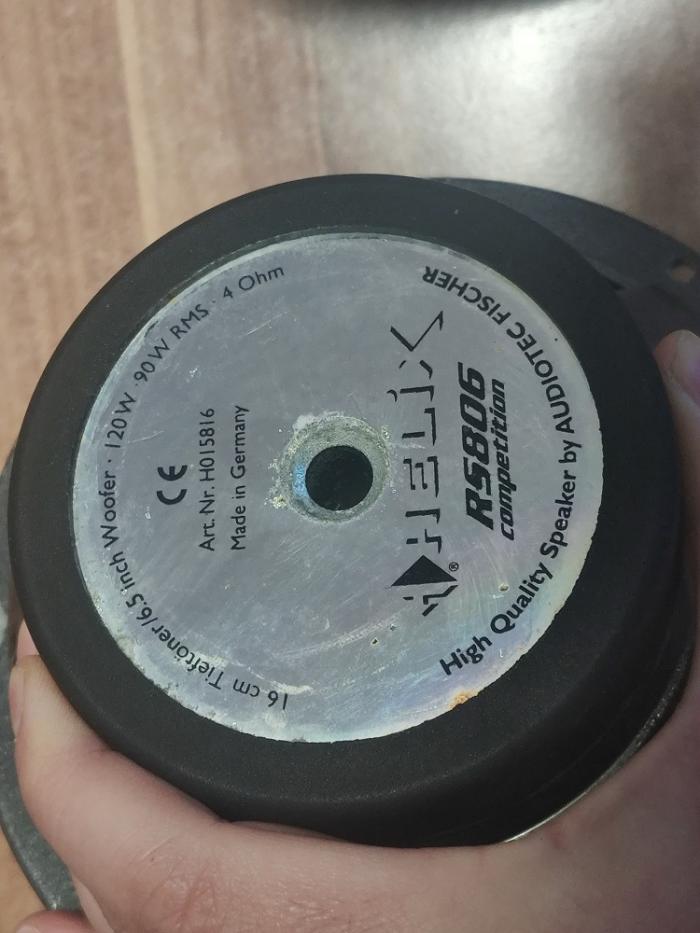 HELIX®
RS806
competition
High Quality Speaker by AUDIOTEC FISCHER
CE
Art. Nr. H015816
Made in Germany
16 cm Tieftöner/6.5 inch Woofer · 120W · 90W RMS · 4 Ohm